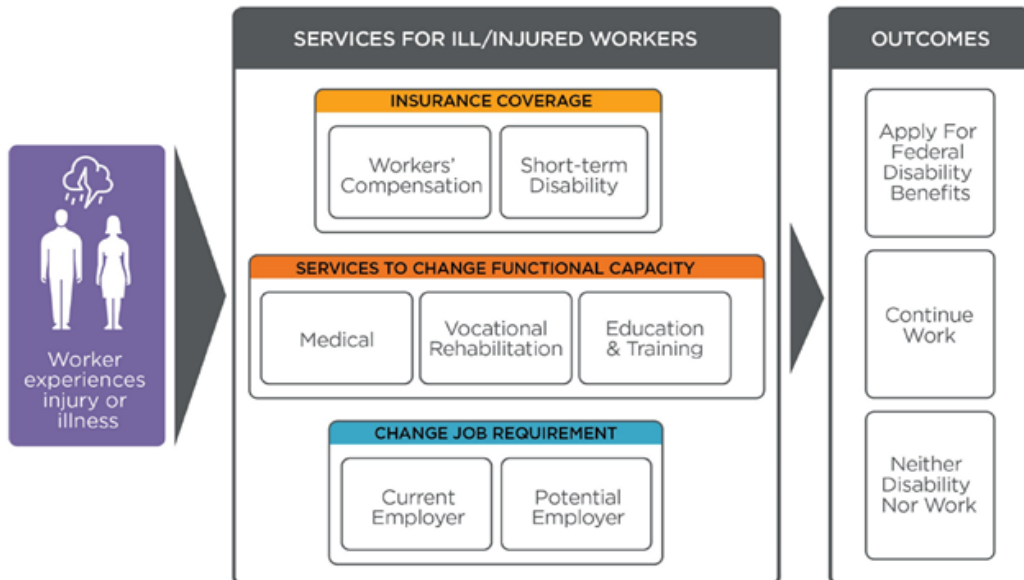 Worker
experiences
injury or
illness
SERVICES FOR ILL/INJURED WORKERS
INSURANCE COVERAGE
Workers'
Compensation
Short-term
Disability
SERVICES TO CHANGE FUNCTIONAL CAPACITY
Medical
Vocational
Rehabilitation
Education
& Training
CHANGE JOB REQUIREMENT
Current
Employer
Potential
Employer
OUTCOMES
Apply For
Federal
Disability
Benefits
Continue
Work
Neither
Disability
Nor Work